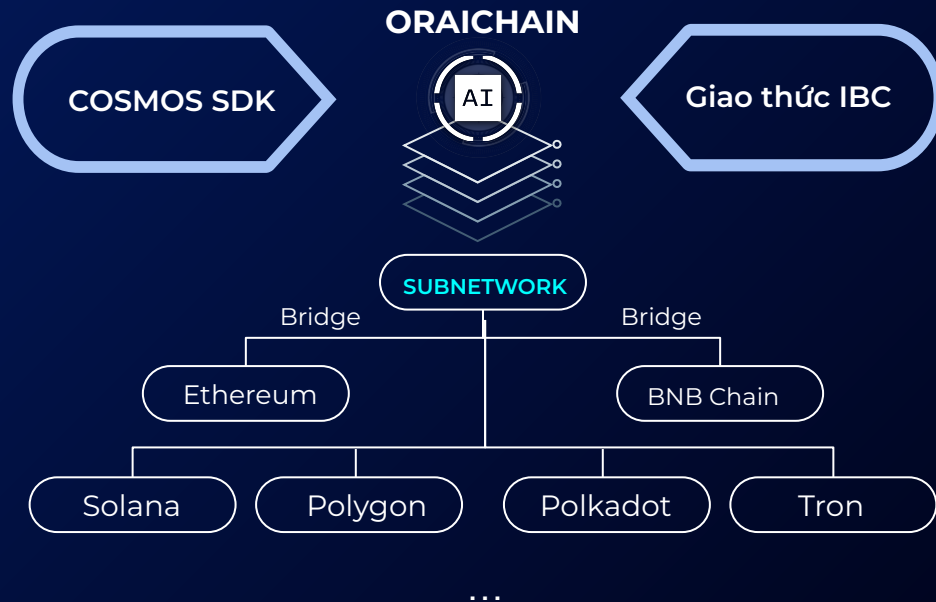 ORAICHAIN
COSMOS SDK
AI
Giao thức IBC
SUBNETWORK
Bridge
Bridge
Ethereum
BNB Chain
Solana
Polygon
Polkadot
Tron
...